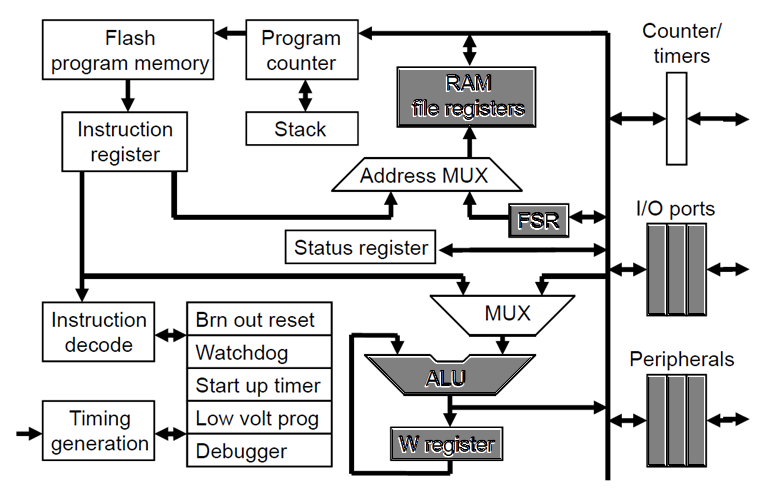 Flash
program memory
Program
counter
Counter/
timers
RAM
file registers
Instruction
register
Stack
Address MUX
FSR
I/O ports
Status register
Instruction
decode
Brn out reset
Watchdog
Start up timer
Low volt prog
Debugger
MUX
ALU
Peripherals
Timing
generation
W register